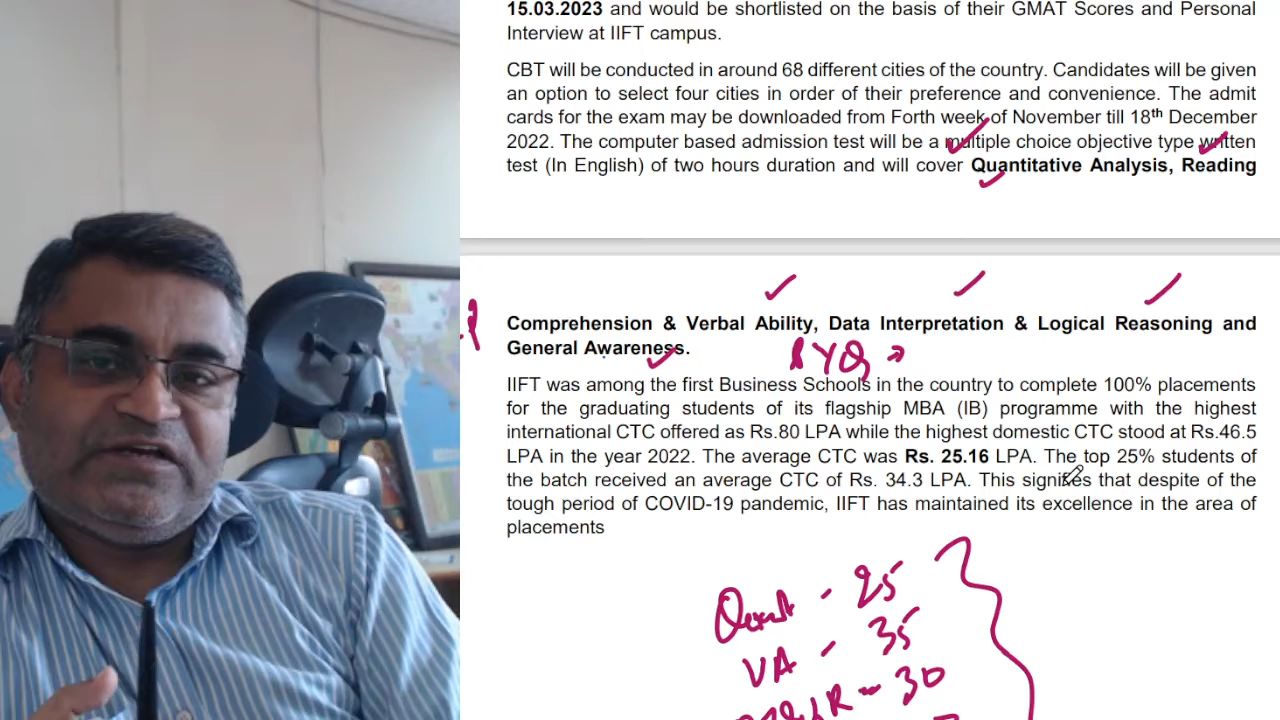 15.03.2023 and would be shortlisted on the basis of their GMAT Scores and Personal
Interview at IIFT campus.
CBT will be conducted in around 68 different cities of the country. Candidates will be given
an option to select four cities in order of their preference and convenience. The admit
cards for the exam may be downloaded from Forth week of November till 18th December
2022. The computer based admission test will be a multiple choice objective type written
test (In English) of two hours duration and will cover Quantitative Analysis, Reading
Comprehension & Verbal Ability, Data Interpretation & Logical Reasoning and
General Awareness.
PYQ →
IIFT was among the first Business Schools in the country to complete 100% placements
for the graduating students of its flagship MBA (IB) programme with the highest
international CTC offered as Rs.80 LPA while the highest domestic CTC stood at Rs.46.5
LPA in the year 2022. The average CTC was Rs. 25.16 LPA. The top 25% students of
the batch received an average CTC of Rs. 34.3 LPA. This signifies that despite of the
tough period of COVID-19 pandemic, IIFT has maintained its excellence in the area of
placements
Quant - 25
VA - 35
- 30